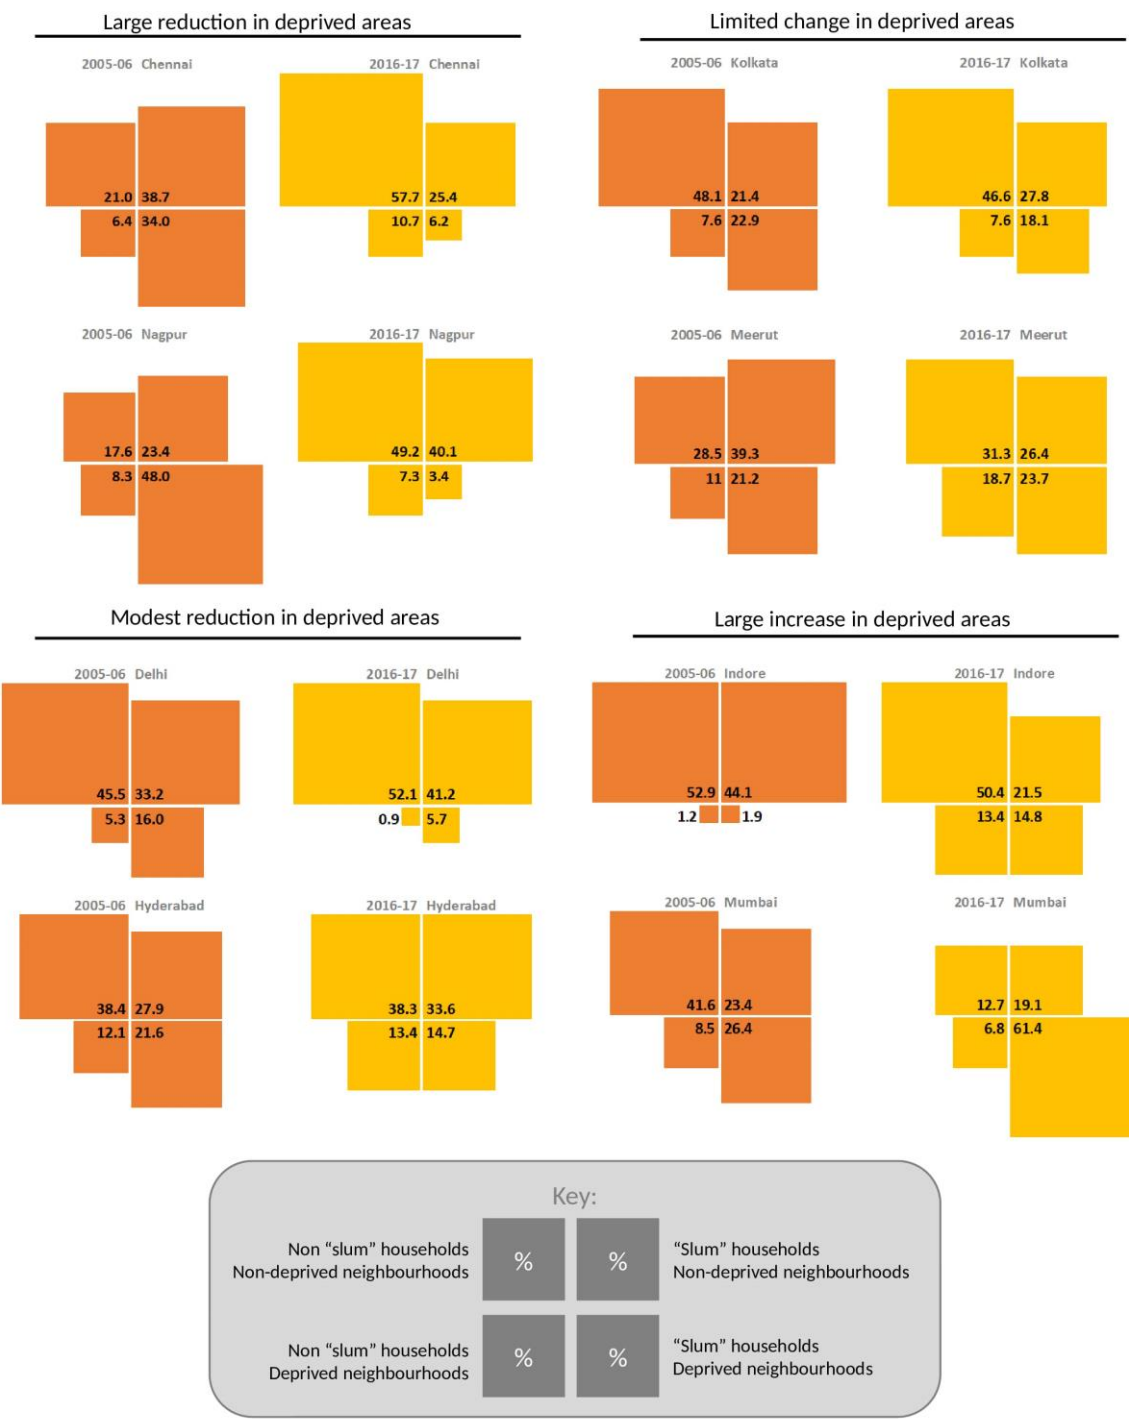 Large reduction in deprived areas
2005-06 Chennai
21.0 38.7
6.4 34.0
2016-17 Chennai
57.7 25.4
10.7 6.2
2005-06 Nagpur
17.6 23.4
8.3 48.0
2016-17 Nagpur
49.2 40.1
7.3 3.4
Limited change in deprived areas
2005-06 Kolkata
48.1 21.4
7.6 22.9
2016-17 Kolkata
46.6 27.8
7.6 18.1
2005-06 Meerut
28.5 39.3
11 21.2
2016-17 Meerut
31.3 26.4
18.7 23.7
Modest reduction in deprived areas
2005-06 Delhi
45.5 33.2
5.3 16.0
2016-17 Delhi
52.1 41.2
0.9 5.7
2005-06 Hyderabad
38.4 27.9
12.1 21.6
2016-17 Hyderabad
38.3 33.6
13.4 14.7
Large increase in deprived areas
2005-06 Indore
52.9 44.1
1.2 1.9
2016-17 Indore
50.4 21.5
13.4 14.8
2005-06 Mumbai
41.6 23.4
8.5 26.4
2016-17 Mumbai
12.7 19.1
6.8 61.4
Key:
Non “slum” households
Non-deprived neighbourhoods
% %
“Slum” households
Non-deprived neighbourhoods
Non “slum” households
Deprived neighbourhoods
% %
“Slum” households
Deprived neighbourhoods